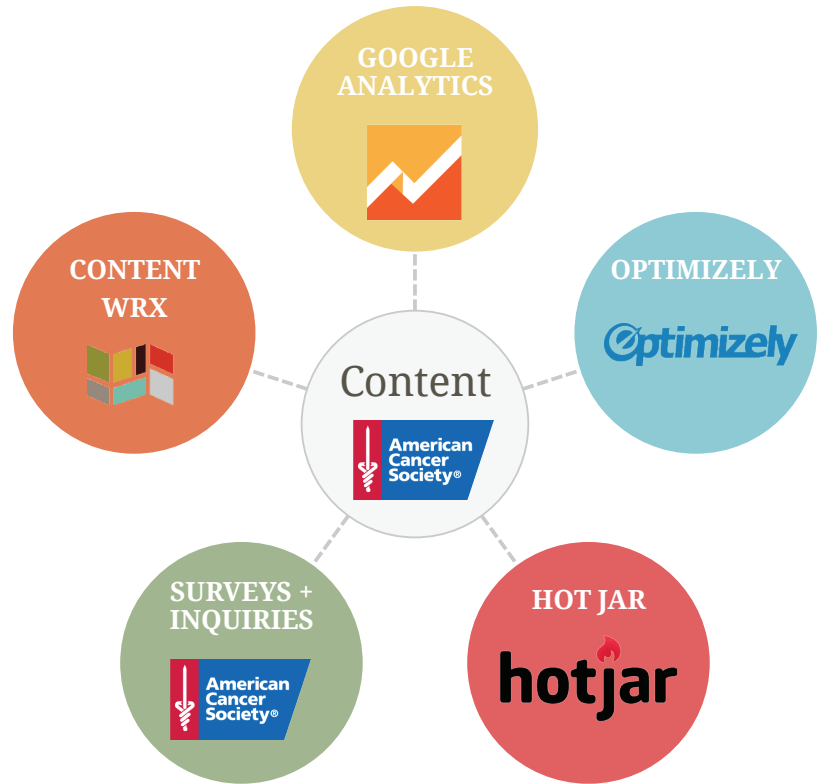 GOOGLE
ANALYTICS
CONTENT
WRX
OPTIMIZELY
Optimizely
Content
American
Cancer
Society®
SURVEYS +
INQUIRIES
American
Cancer
Society®
HOT JAR
hotjar